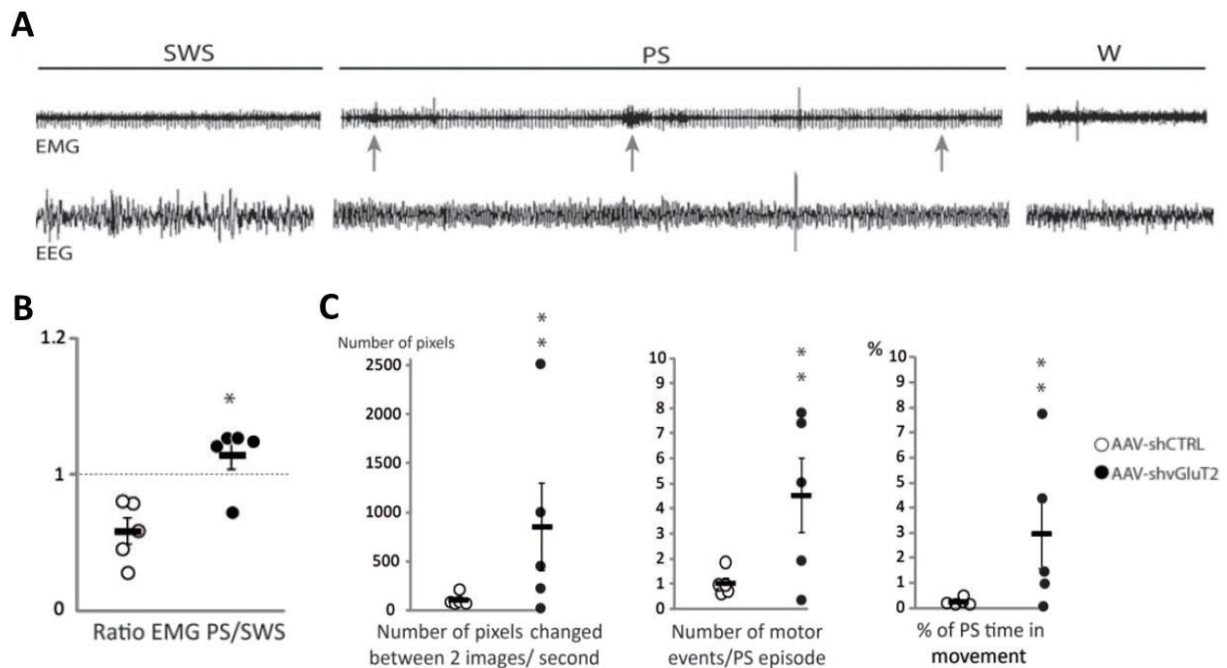 A
SWS
PS
W
EMG
EEG
B
1.2
*
1
0
Ratio EMG PS/SWS
C
Number of pixels
2500
2000
1500
1000
500
0
*
*
Number of pixels changed
between 2 images/ second
10
9
8
7
6
5
4
3
2
1
0
*
*
Number of motor
events/PS episode
%
10
9
8
7
6
5
4
3
2
1
0
*
*
% of PS time in
movement
AAV-shCTRL
AAV-shvGluT2